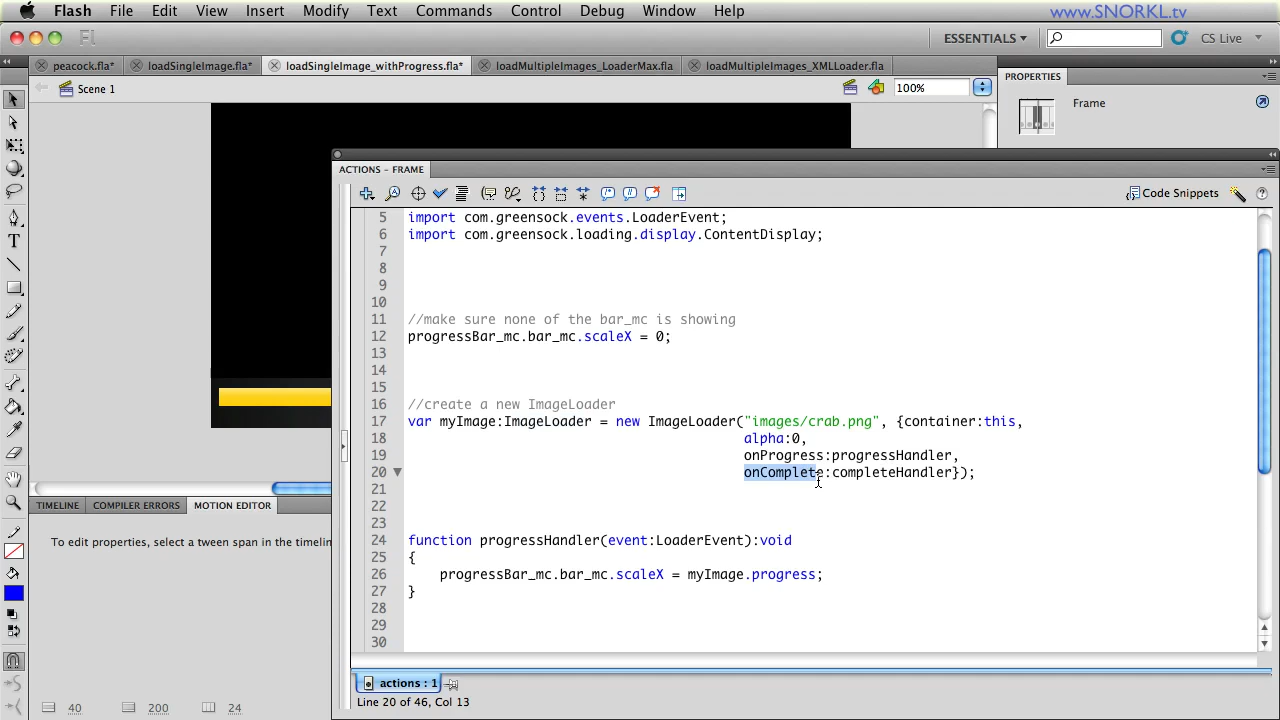 Flash File Edit View Insert Modify Text Commands Control Debug Window Help
www.SNORKL.tv
Fl ESSENTIALS CS Live
peacock.fla* loadSingleImage.fla* loadSingleImage_withProgress.fla* loadMultipleImages_LoaderMax.fla loadMultipleImages_XMLLoader.fla
Scene 1 100%
PROPERTIES
Frame
ACTIONS - FRAME
Code Snippets
5 import com.greensock.events.LoaderEvent;
6 import com.greensock.loading.display.ContentDisplay;
7
8
9
10
11 //make sure none of the bar_mc is showing
12 progressBar_mc.bar_mc.scaleX = 0;
13
14
15
16 //create a new ImageLoader
17 var myImage:ImageLoader = new ImageLoader("images/crab.png", {container:this,
18 alpha:0,
19 onProgress:progressHandler,
20 onComplete:completeHandler});
21
22
23
24 function progressHandler(event:LoaderEvent):void
25 {
26 progressBar_mc.bar_mc.scaleX = myImage.progress;
27 }
28
29
30
TIMELINE COMPILER ERRORS MOTION EDITOR
To edit properties, select a tween span in the timelin
actions : 1
Line 20 of 46, Col 13
40 200 24